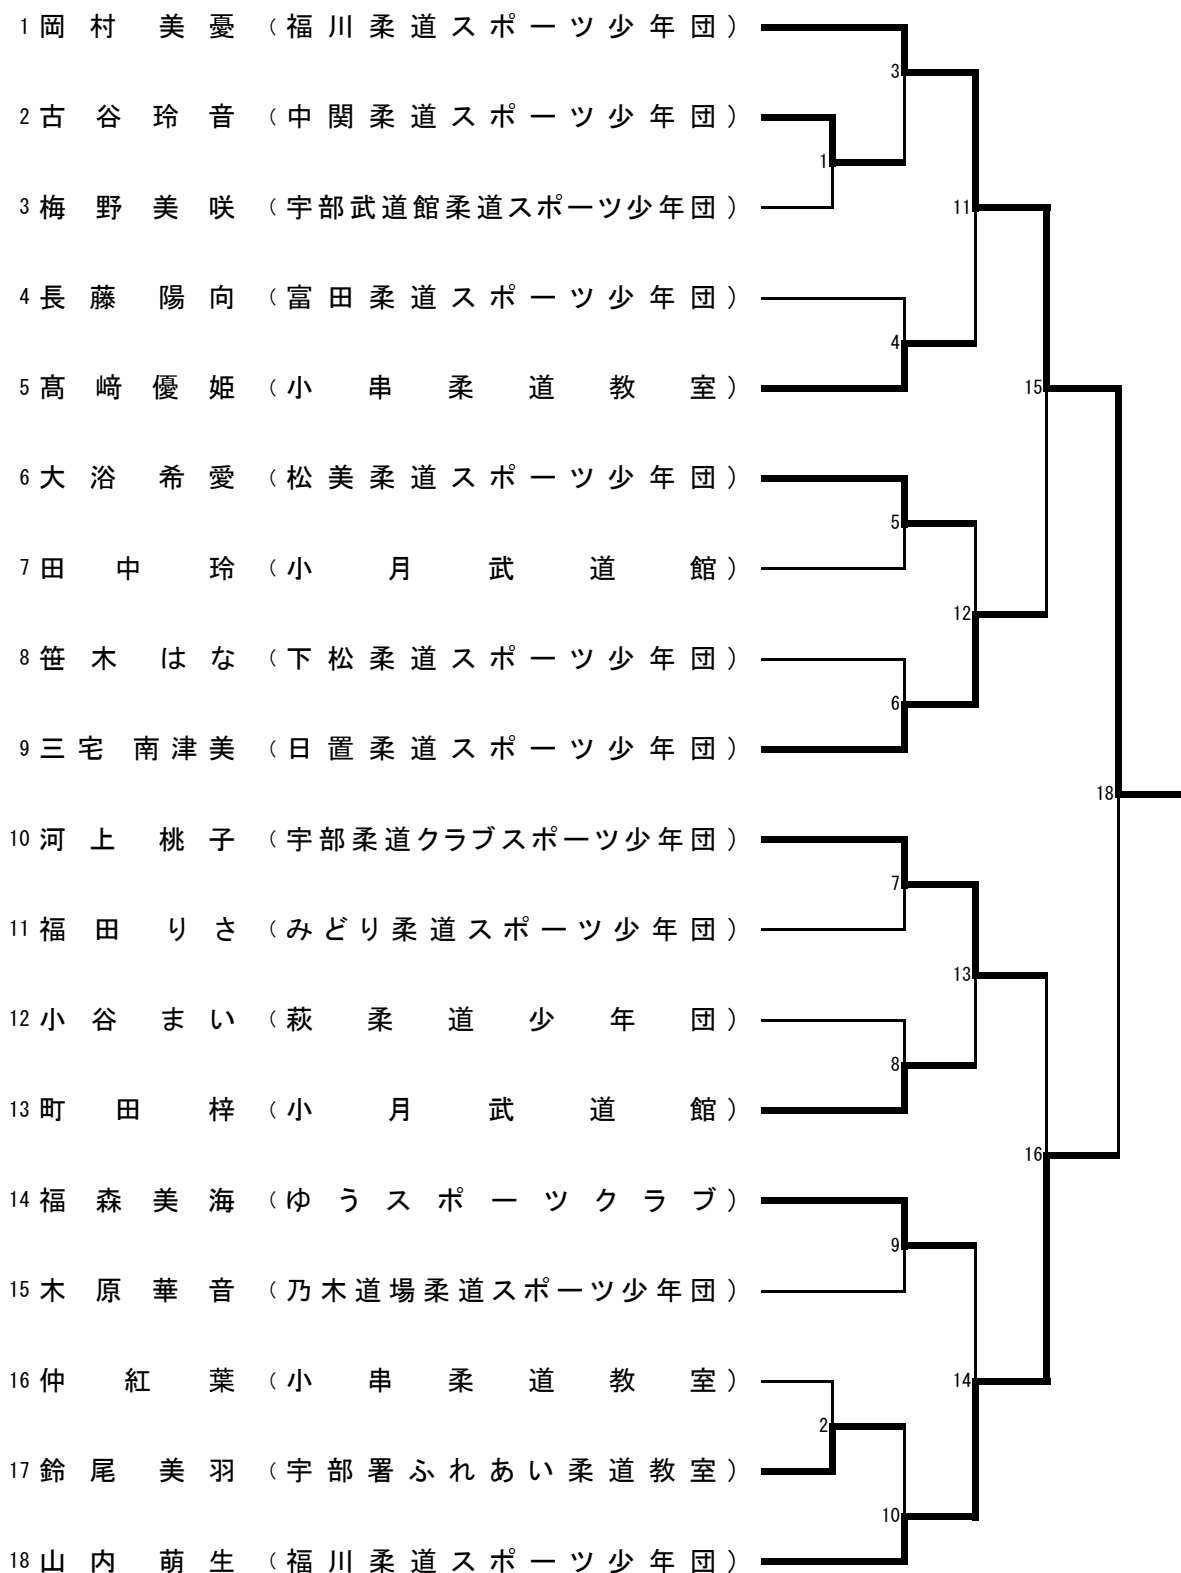 1 岡村 美憂 （福川柔道スポーツ少年団）
3
2 古谷玲音 （中関柔道スポーツ少年団）
1
3 梅野美咲 （宇部武道館柔道スポーツ少年団）
11
4 長藤 陽向 （富田柔道スポーツ少年団）
4
5 髙﨑優姫 （小串柔道教室）
15
6 大浴 希愛 （松美柔道スポーツ少年団）
5
7 田中玲 （小月武道館）
12
8 笹木 はな （下松柔道スポーツ少年団）
6
9 三宅 南津美 （日置柔道スポーツ少年団）
18
10 河上 桃子 （宇部柔道クラブスポーツ少年団）
7
11 福田 りさ （みどり柔道スポーツ少年団）
13
12 小谷 まい （萩柔道少年団）
8
13 町田梓 （小月武道館）
16
14 福森美海 （ゆうスポーツクラブ）
9
15 木原華音 （乃木道場柔道スポーツ少年団）
16 仲紅葉 （小串柔道教室）
14
2
17 鈴尾 美羽 （宇部署ふれあい柔道教室）
10
18 山内 萌生 （福川柔道スポーツ少年団）